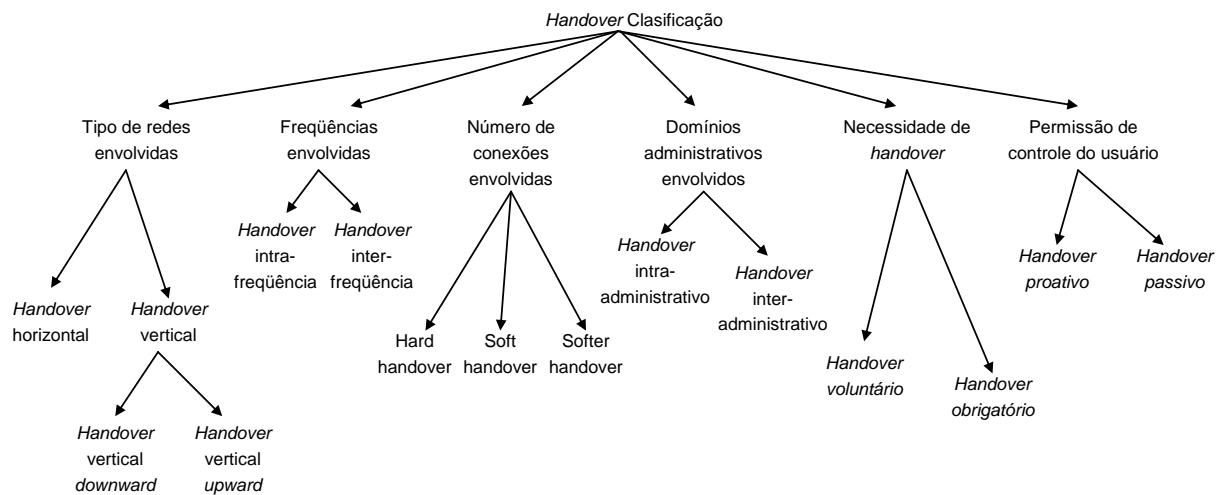 Handover Clasificação
Tipo de redes
envolvidas
Freqüências
envolvidas
Número de
conexões
envolvidas
Domínios
administrativos
envolvidos
Necessidade de
handover
Permissão de
controle do usuário
Handover
horizontal
Handover
vertical
Handover
vertical
downward
Handover
vertical
upward
Handover
intra-
freqüência
Handover
inter-
freqüência
Hard
handover
Soft
handover
Softer
handover
Handover
intra-
administrativo
Handover
inter-
administrativo
Handover
voluntário
Handover
obrigatório
Handover
proativo
Handover
passivo